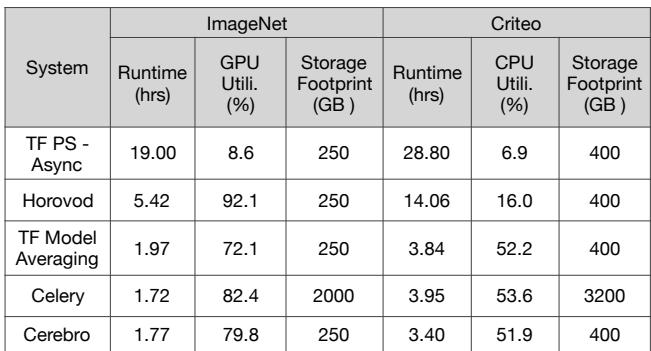 System ImageNet Criteo
Runtime (hrs) GPU Utili. (%) Storage Footprint (GB ) Runtime (hrs) CPU Utili. (%) Storage Footprint (GB )
TF PS - Async 19.00 8.6 250 28.80 6.9 400
Horovod 5.42 92.1 250 14.06 16.0 400
TF Model Averaging 1.97 72.1 250 3.84 52.2 400
Celery 1.72 82.4 2000 3.95 53.6 3200
Cerebro 1.77 79.8 250 3.40 51.9 400